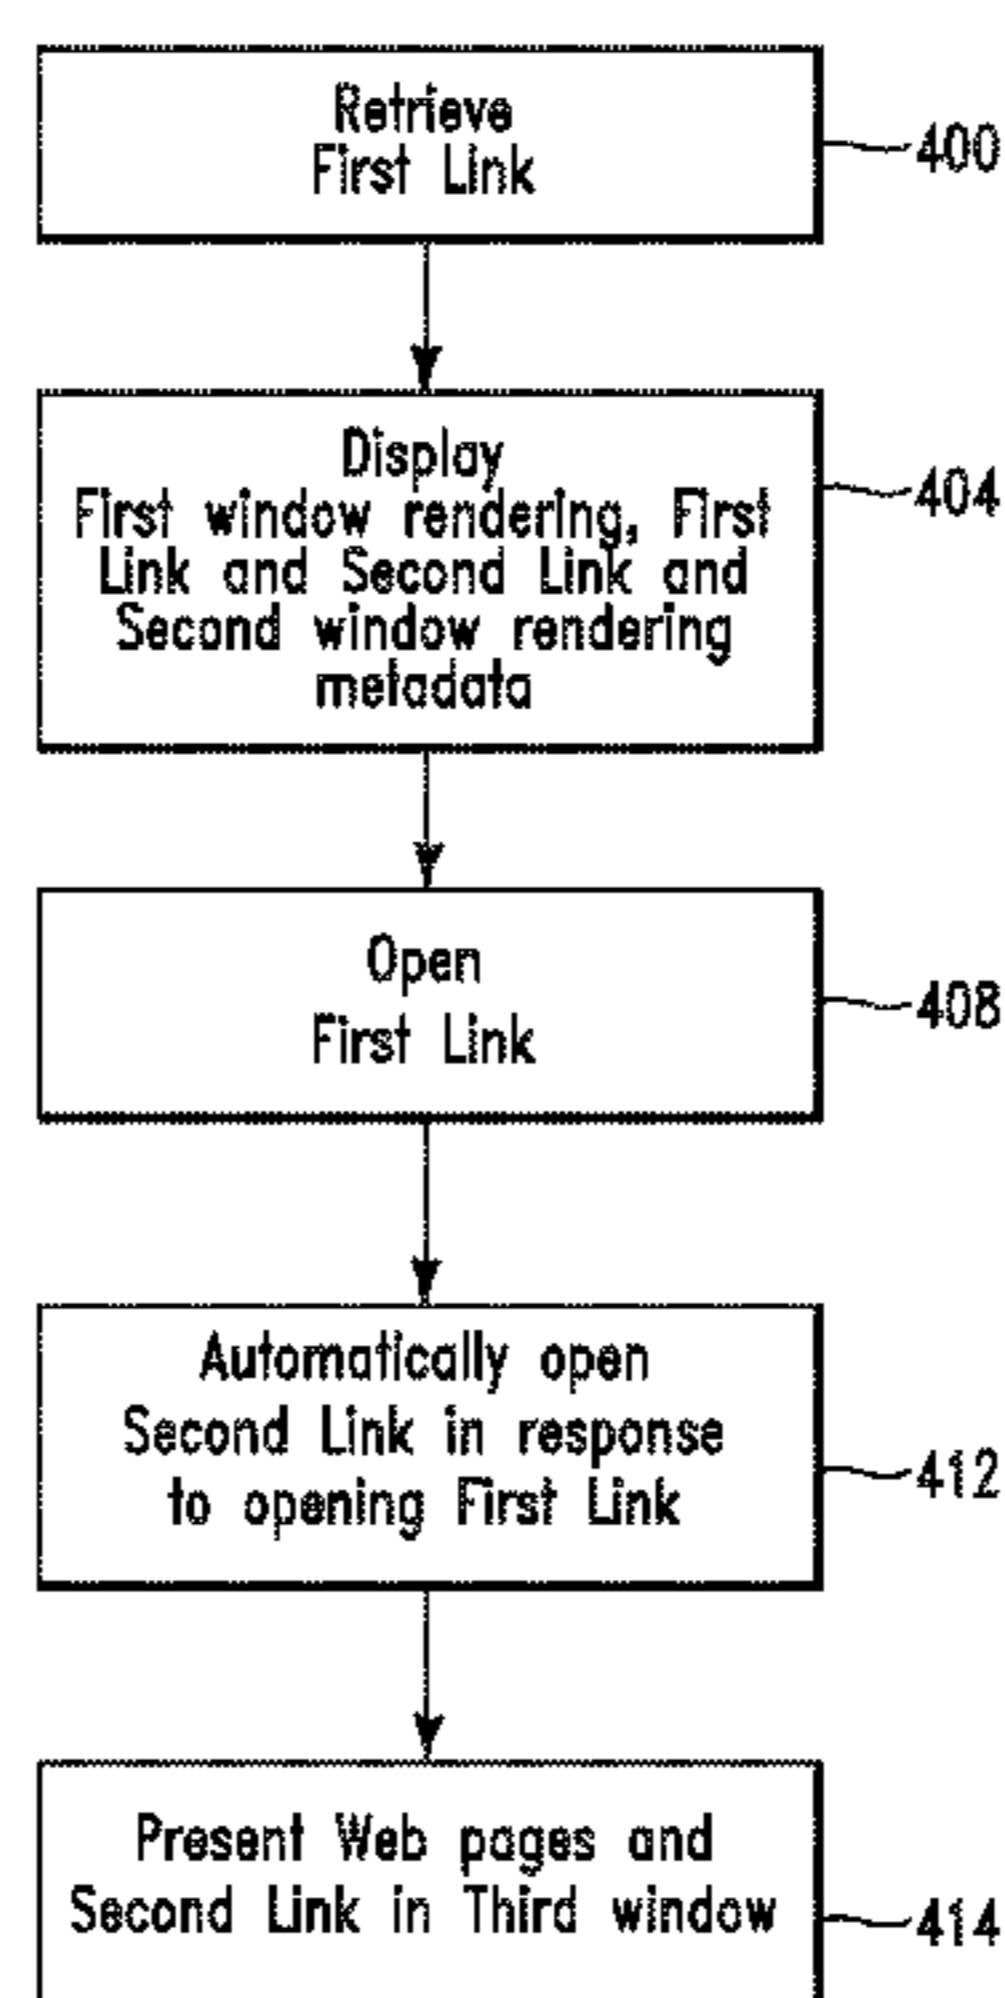 Retrieve
First Link
400
Display
First window rendering, First
Link and Second Link and
Second window rendering
metadata
404
Open
First Link
408
Automatically open
Second Link in response
to opening First Link
412
Present Web pages and
Second Link in Third window
414